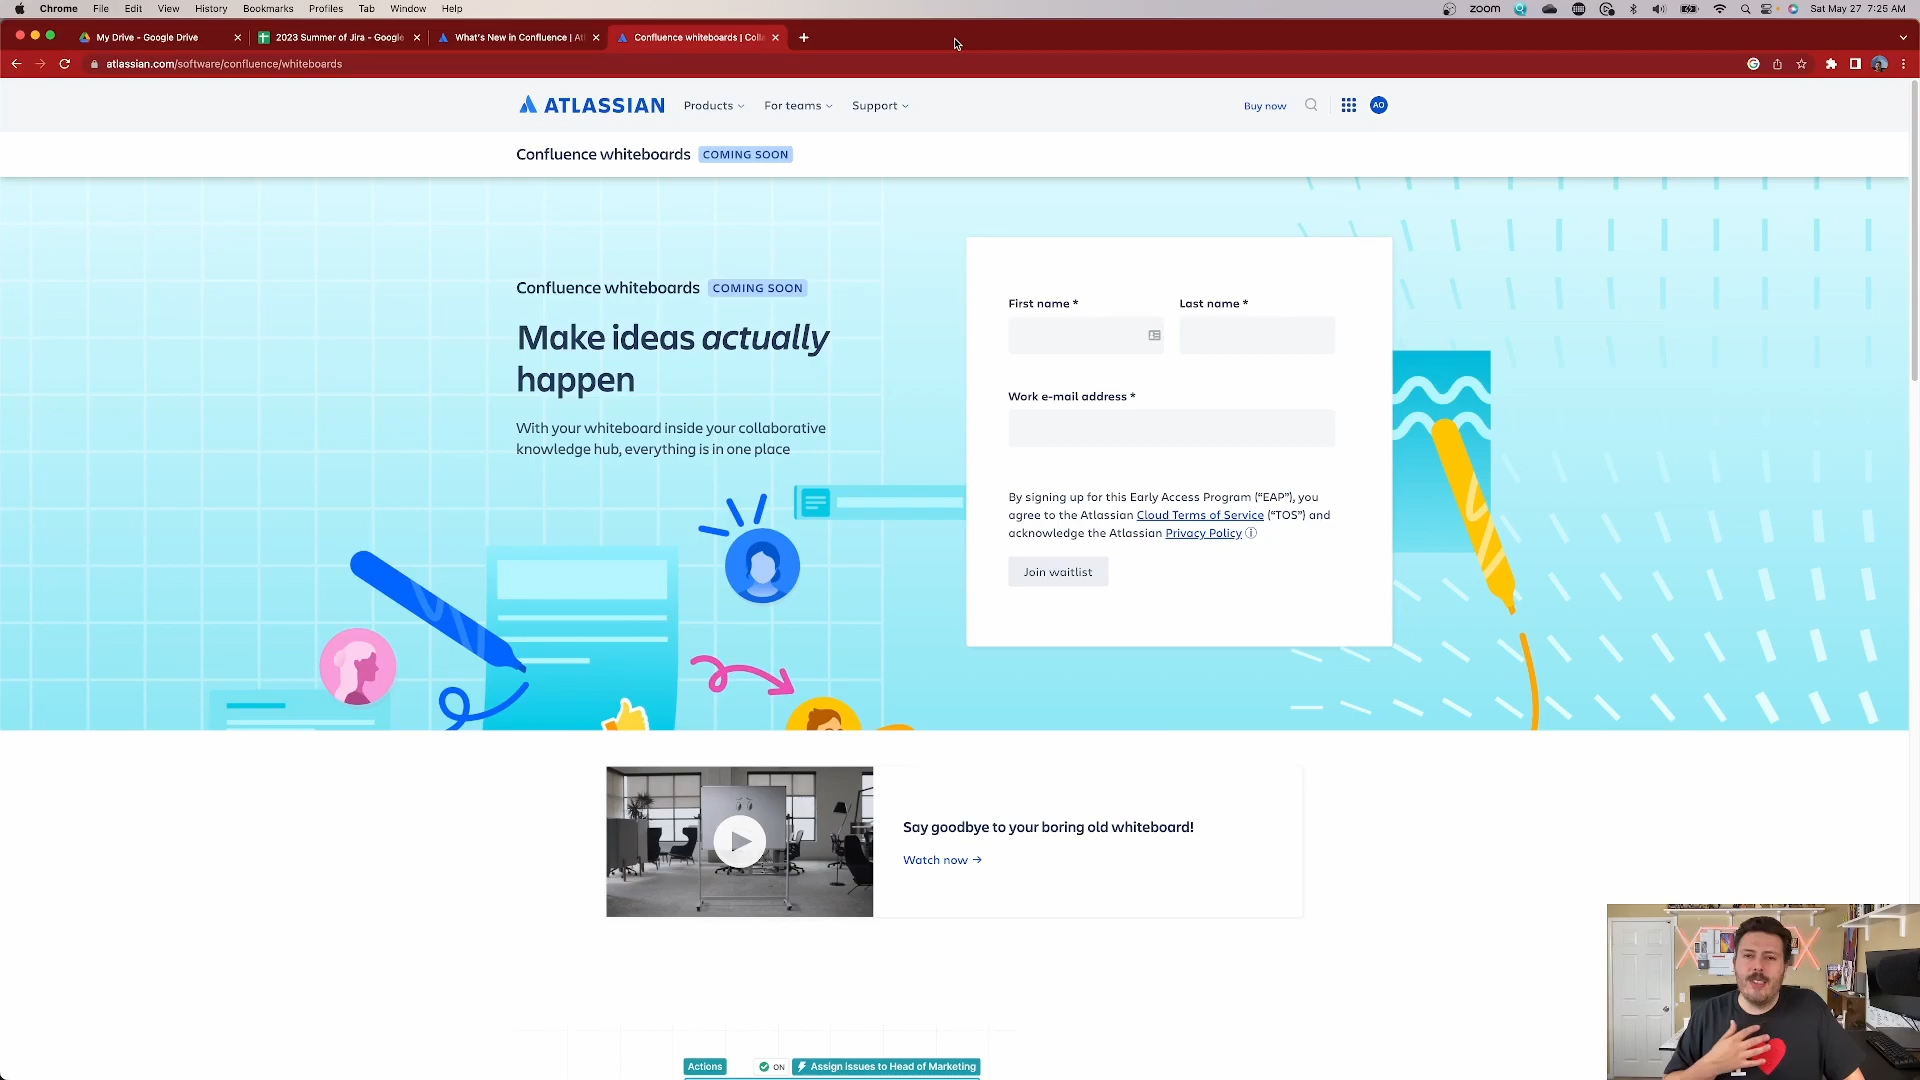 Chrome File Edit View History Bookmarks Profiles Tab Window Help
zoom Sat May 27 7:25 AM
My Drive - Google Drive
2023 Summer of Jira - Google
What's New in Confluence | At
Confluence whiteboards | Colla
atlassian.com/software/confluence/whiteboards
ATLASSIAN Products For teams Support
Buy now AO
Confluence whiteboards COMING SOON
Confluence whiteboards COMING SOON
Make ideas actually
happen
With your whiteboard inside your collaborative
knowledge hub, everything is in one place
First name * Last name *
Work e-mail address *
By signing up for this Early Access Program (“EAP”), you
agree to the Atlassian Cloud Terms of Service (“TOS”) and
acknowledge the Atlassian Privacy Policy
Join waitlist
Say goodbye to your boring old whiteboard!
Watch now →
Actions ON Assign issues to Head of Marketing